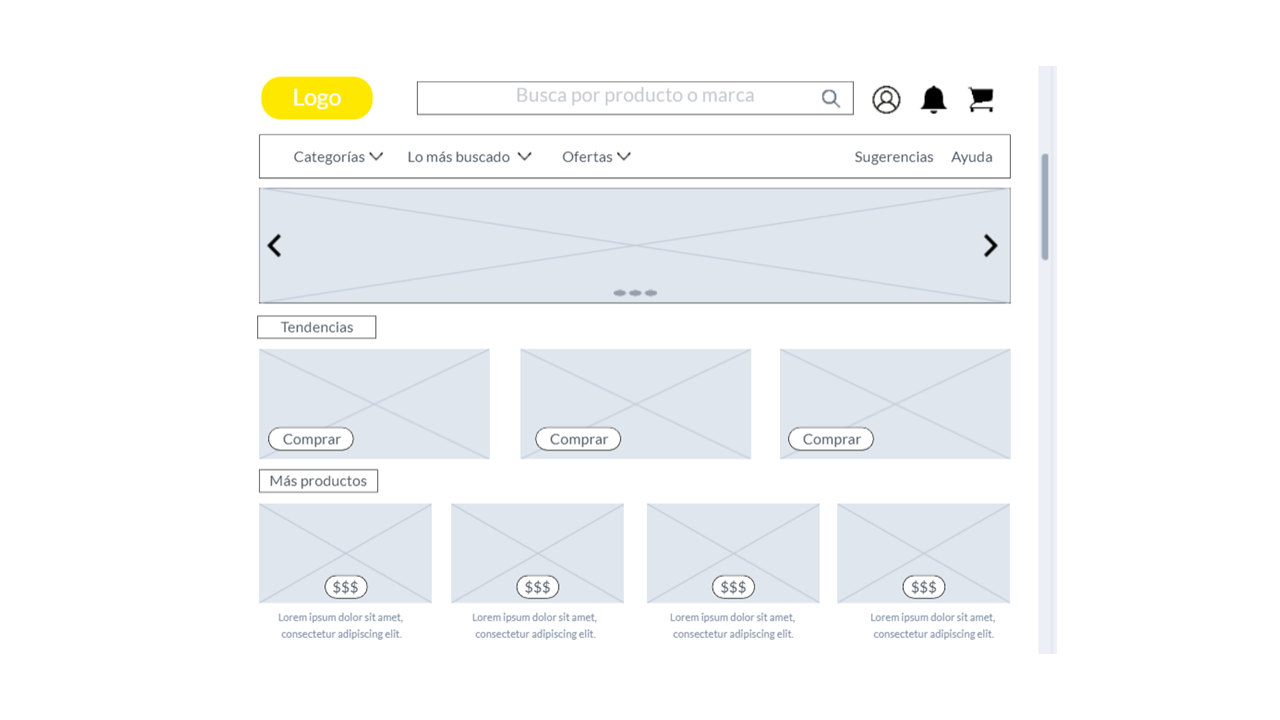 Logo
Busca por producto o marca
Categorías Lo más buscado Ofertas Sugerencias Ayuda
Tendencias
Comprar Comprar Comprar
Más productos
$$$ $$$ $$$ $$$
Lorem ipsum dolor sit amet,
consectetur adipiscing elit.
Lorem ipsum dolor sit amet,
consectetur adipiscing elit.
Lorem ipsum dolor sit amet,
consectetur adipiscing elit.
Lorem ipsum dolor sit amet,
consectetur adipiscing elit.